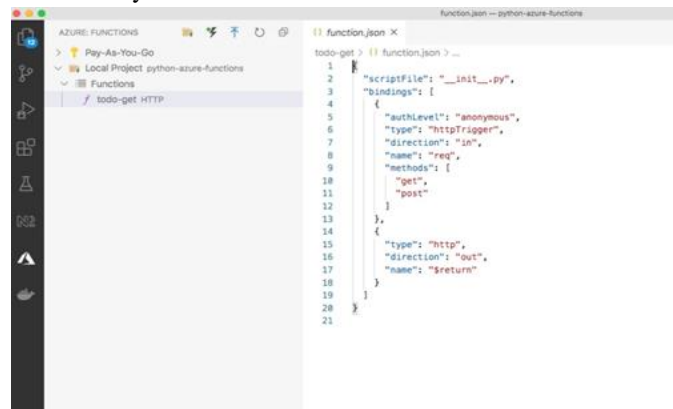 function.json — python-azure-functions
AZURE: FUNCTIONS
Pay-As-You-Go
Local Project python-azure-functions
Functions
f todo-get HTTP
{} function.json ×
todo-get > {} function.json > ...
1 {
2 "scriptFile": "__init__.py",
3 "bindings": [
4 {
5 "authLevel": "anonymous",
6 "type": "httpTrigger",
7 "direction": "in",
8 "name": "req",
9 "methods": [
10 "get",
11 "post"
12 ]
13 },
14 {
15 "type": "http",
16 "direction": "out",
17 "name": "$return"
18 }
19 ]
20 }
21